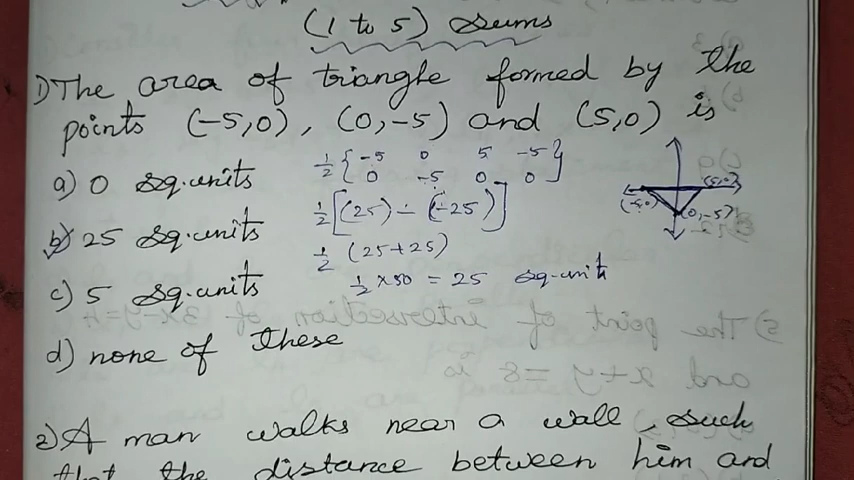 (1 to 5) sums
1) The area of triangle formed by the
points (-5,0), (0,-5) and (5,0) is
a) 0 sq.units
b) 25 sq.units
c) 5 sq.units
d) none of these
1/2 { -5 0 5 -5
0 -5 0 0 }
1/2 [(25) - (-25)]
1/2 (25+25)
1/2 × 50 = 25 sq-units
(-5,0)
(5,0)
(0,-5)
2) A man walks near a wall, such
that the distance between him and